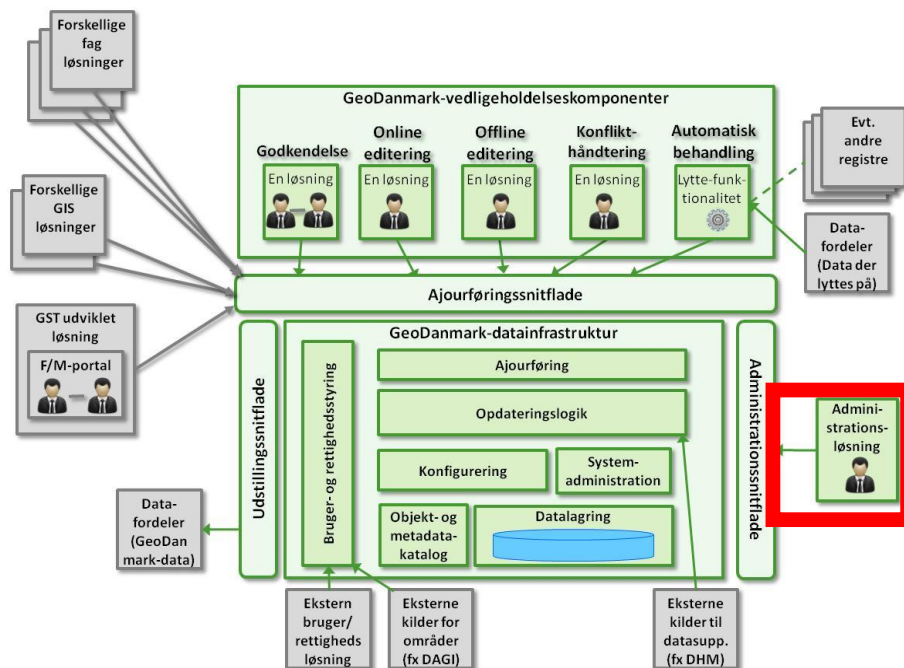 Forskellige
fag
løsninger
GeoDanmark-vedligeholdelseskomponenter
Godkendelse
En løsning
Online
editering
En løsning
Offline
editering
En løsning
Konflikt-
håndtering
En løsning
Automatisk
behandling
Lytte-funk-
tionalitet
Evt.
andre
registre
Forskellige
GIS
løsninger
Data-
fordeler
(Data der
lyttes på)
Ajourføringssnitflade
GST udviklet
løsning
F/M-portal
Udstillingssnitflade
GeoDanmark-datainfrastruktur
Bruger- og rettighedsstyring
Ajourføring
Opdateringslogik
Konfigurering
System-
administration
Objekt- og
metadata-
katalog
Datalagring
Administrationssnitflade
Admini-
strations-
løsning
Data-
fordeler
(GeoDan
mark-data)
Ekstern
bruger/
rettigheds
løsning
Eksterne
kilder for
områder
(fx DAGI)
Eksterne
kilder til
datasupp.
(fx DHM)